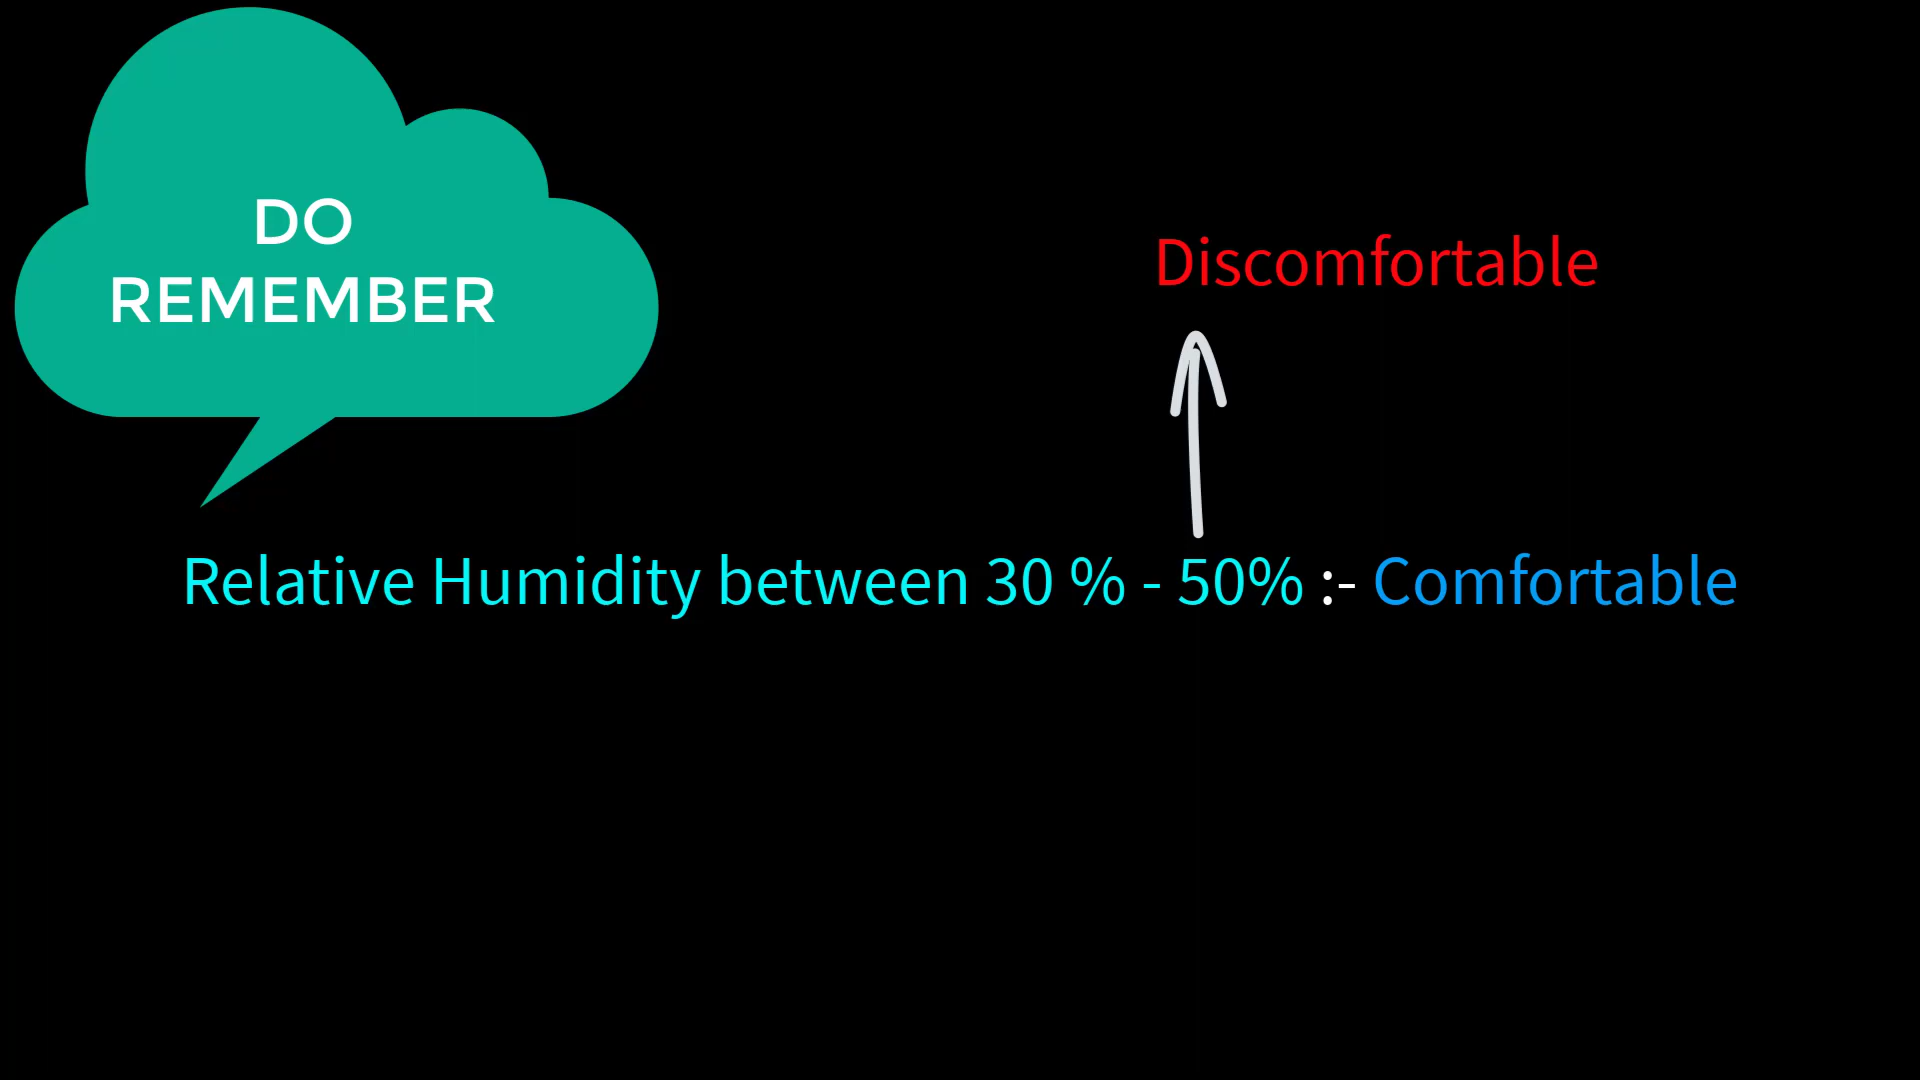 DO
REMEMBER
Discomfortable
Relative Humidity between 30 % - 50% :- Comfortable